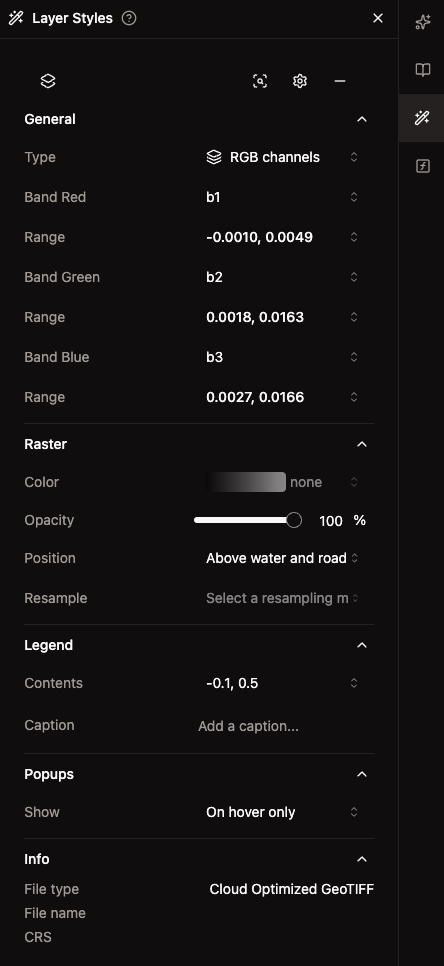 Layer Styles
General
Type RGB channels
Band Red b1
Range -0.0010, 0.0049
Band Green b2
Range 0.0018, 0.0163
Band Blue b3
Range 0.0027, 0.0166
Raster
Color none
Opacity 100 %
Position Above water and road
Resample Select a resampling m
Legend
Contents -0.1, 0.5
Caption Add a caption...
Popups
Show On hover only
Info
File type Cloud Optimized GeoTIFF
File name
CRS